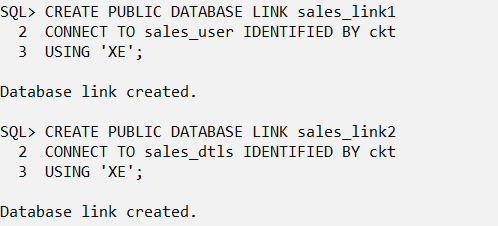 SQL> CREATE PUBLIC DATABASE LINK sales_link1
  2  CONNECT TO sales_user IDENTIFIED BY ckt
  3  USING 'XE';
Database link created.
SQL> CREATE PUBLIC DATABASE LINK sales_link2
  2  CONNECT TO sales_dtls IDENTIFIED BY ckt
  3  USING 'XE';
Database link created.